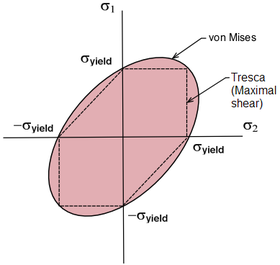 σ1
von Mises
σyield
Tresca
(Maximal
shear)
−σyield
σ2
σyield
−σyield